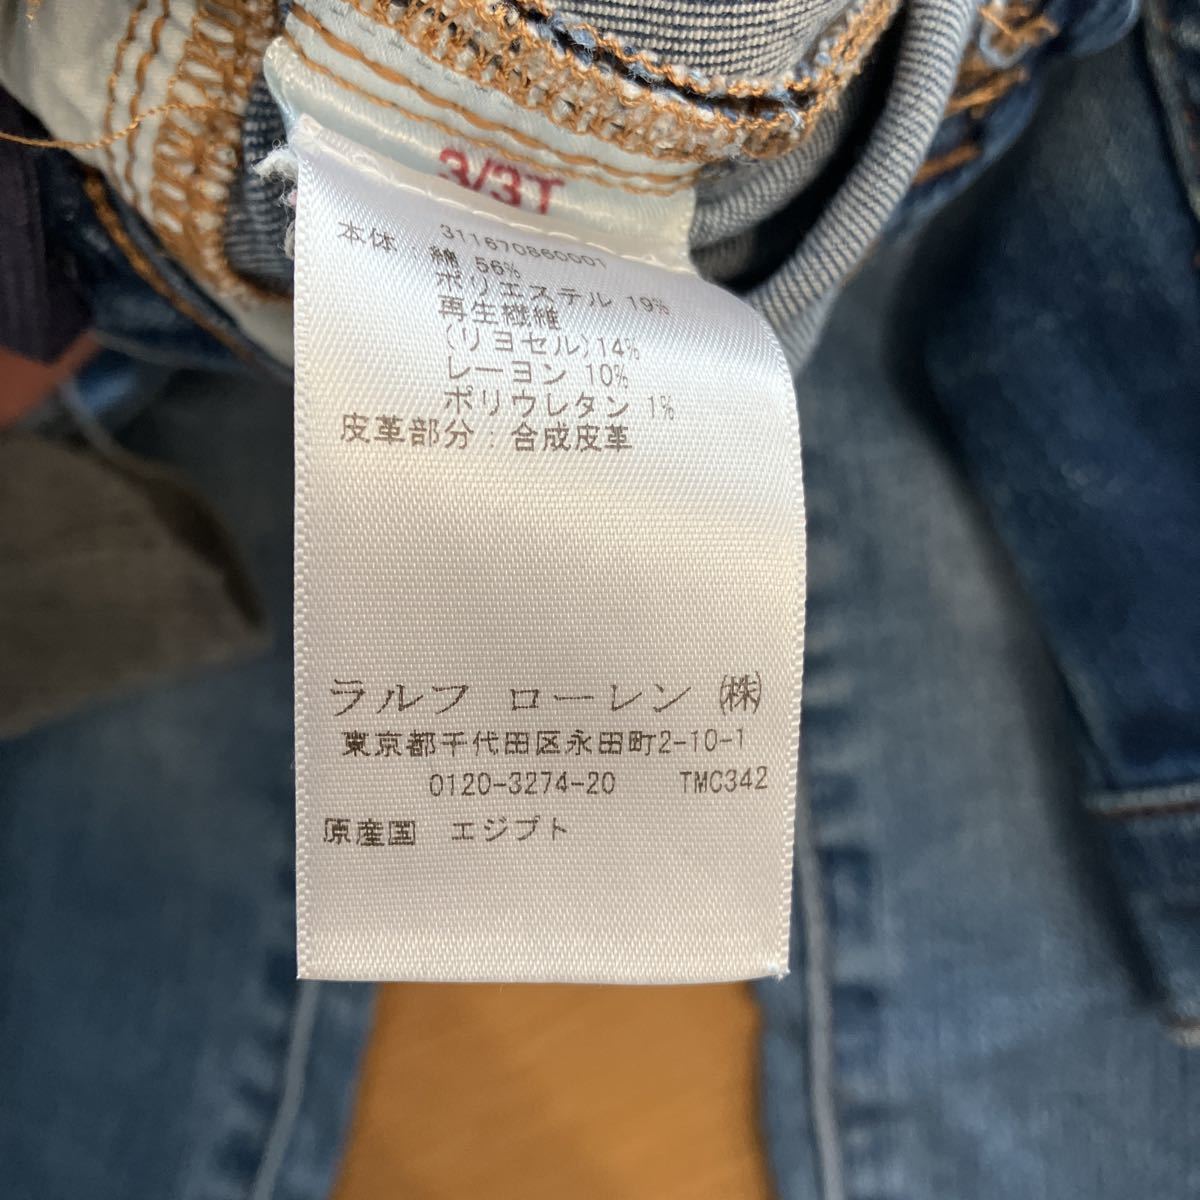 3/3T
311670860001
本体：綿 56%
ポリエステル 19%
再生繊維
(リヨセル)14%
レーヨン 10%
ポリウレタン 1%
皮革部分：合成皮革
ラルフ ローレン ㈱
東京都千代田区永田町2-10-1
0120-3274-20 TMC342
原産国 エジプト